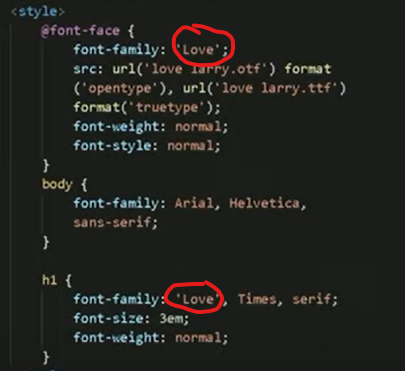 <style>
@font-face {
font-family: 'Love';
src: url('love larry.otf') format
('opentype'), url('love larry.ttf')
format('truetype');
font-weight: normal;
font-style: normal;
}
body {
font-family: Arial, Helvetica,
sans-serif;
}
h1 {
font-family: 'Love', Times, serif;
font-size: 3em;
font-weight: normal;
}